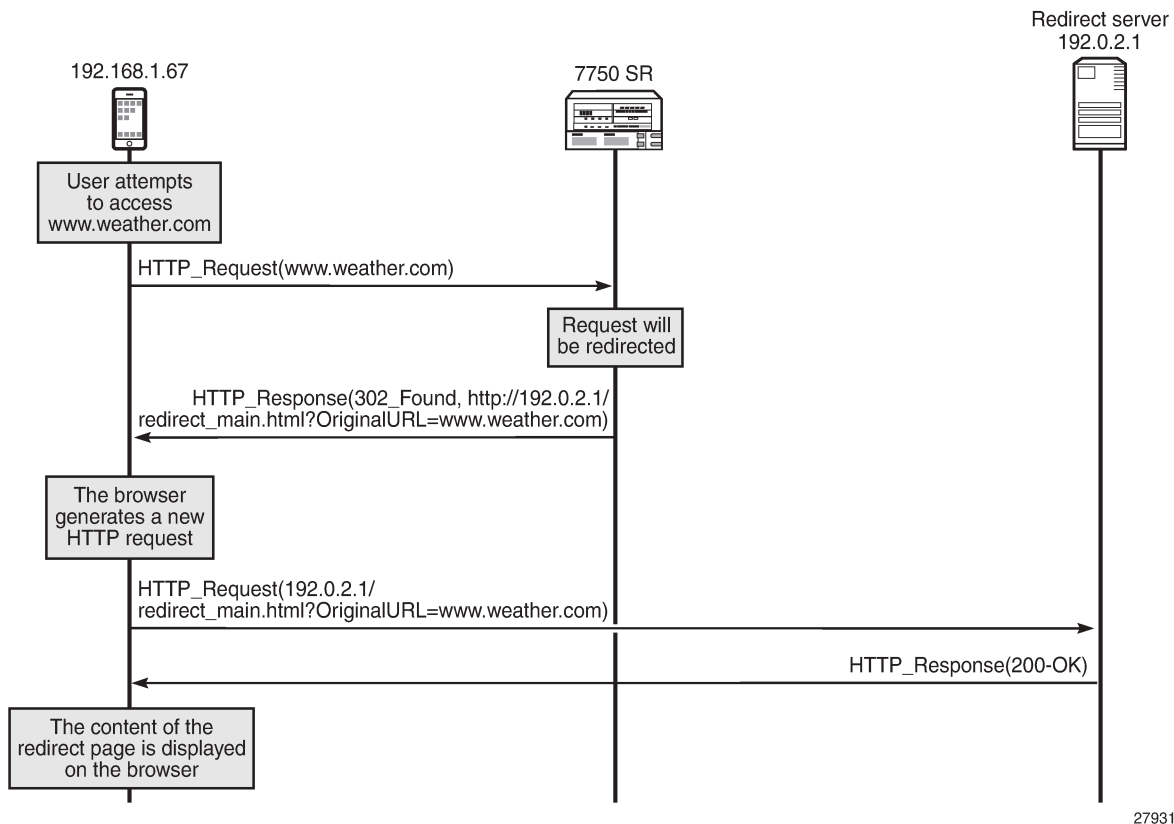 Redirect server
192.0.2.1
192.168.1.67
7750 SR
User attempts
to access
www.weather.com
HTTP_Request(www.weather.com)
Request will
be redirected
HTTP_Response(302_Found, http://192.0.2.1/
redirect_main.html?OriginalURL=www.weather.com)
The browser
generates a new
HTTP request
HTTP_Request(192.0.2.1/
redirect_main.html?OriginalURL=www.weather.com)
HTTP_Response(200-OK)
The content of the
redirect page is displayed
on the browser
27931